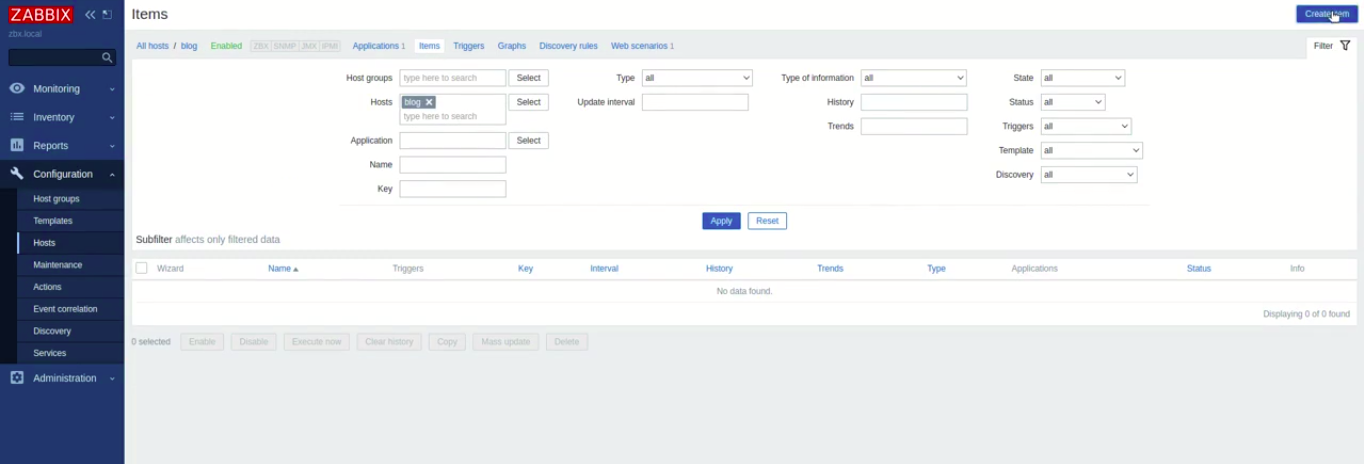 ZABBIX
zbx.local
Monitoring
Inventory
Reports
Configuration
Host groups
Templates
Hosts
Maintenance
Actions
Event correlation
Discovery
Services
Administration
Items
Create item
All hosts / blog Enabled ZBX SNMP JMX IPMI Applications 1 Items Triggers Graphs Discovery rules Web scenarios 1 Filter
Host groups type here to search Select Type all Type of information all State all
Hosts blog Select Update interval History Status all
type here to search Trends Triggers all
Application Select Template all
Name
Discovery all
Key
Apply Reset
Subfilter affects only filtered data
Wizard Name Triggers Key Interval History Trends Type Applications Status Info
No data found.
Displaying 0 of 0 found
0 selected Enable Disable Execute now Clear history Copy Mass update Delete